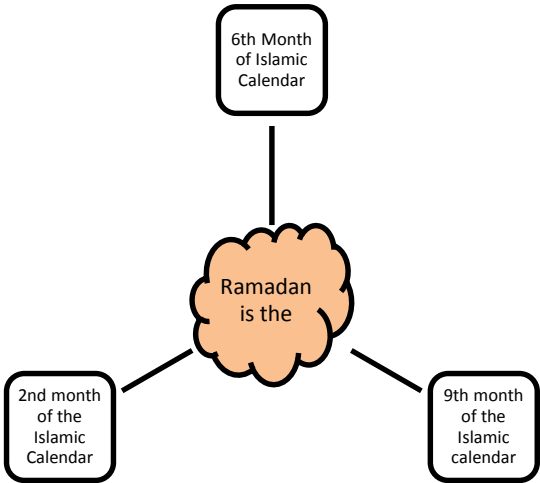 6th Month
of Islamic
Calendar
Ramadan
is the
2nd month
of the
Islamic
Calendar
9th month
of the
Islamic
calendar